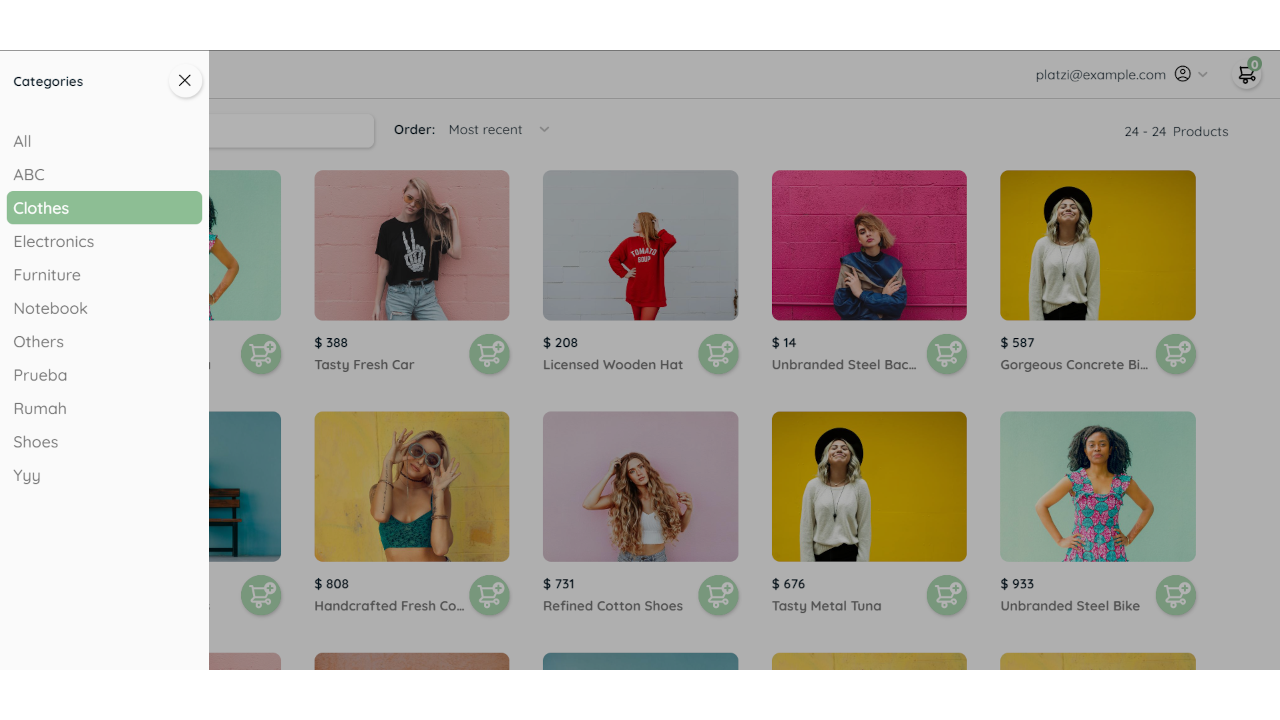 Categories
platzi@example.com
0
All
Order: Most recent
24 - 24 Products
ABC
Clothes
Electronics
Furniture
Notebook
Others
Prueba
Rumah
Shoes
Yyy
TOMATO
SOUP
$ 388
Tasty Fresh Car
$ 208
Licensed Wooden Hat
$ 14
Unbranded Steel Bac...
$ 587
Gorgeous Concrete Bi...
$ 808
Handcrafted Fresh Co...
$ 731
Refined Cotton Shoes
$ 676
Tasty Metal Tuna
$ 933
Unbranded Steel Bike